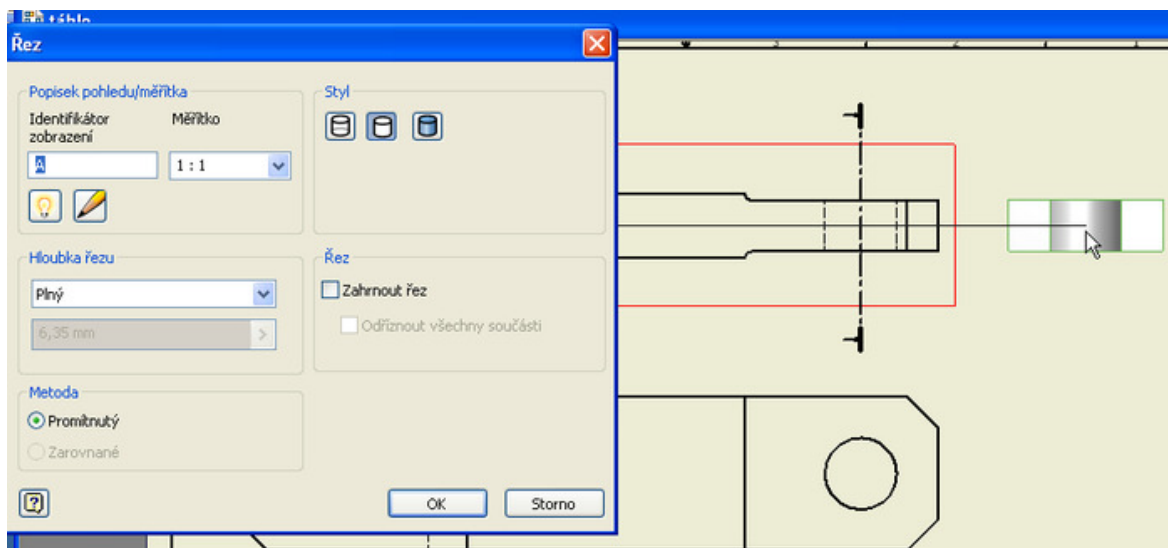 táhlo
Řez
Popisek pohledu/měřítka
Identifikátor zobrazení
Měřítko
A
1 : 1
Styl
Hloubka řezu
Plný
6,35 mm
Řez
Zahrnout řez
Odříznout všechny součásti
Metoda
Promítnutý
Zarovnané
OK
Storno